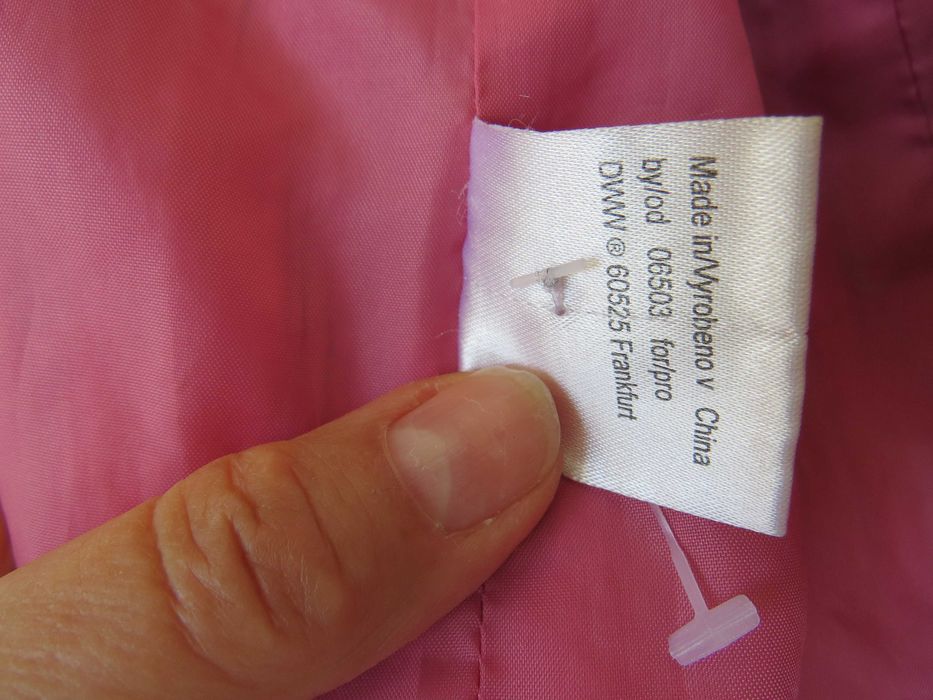 Made in/Vyrobeno v China
by/od 06503 for/pro
DWW ® 60525 Frankfurt